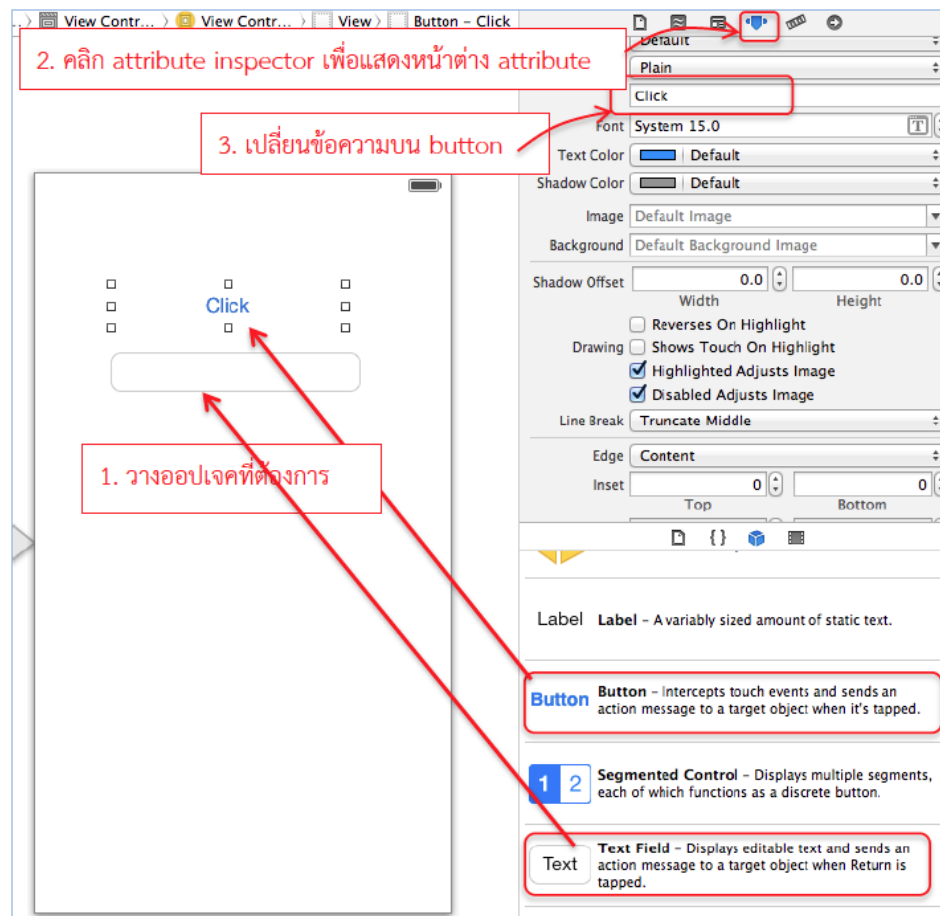 View Contr...
View Contr...
View
Button – Click
2. คลิก attribute inspector เพื่อแสดงหน้าต่าง attribute
Default
Plain
Click
3. เปลี่ยนข้อความบน button
Font System 15.0 T
Text Color Default
Shadow Color Default
Image Default Image
Background Default Background Image
Shadow Offset 0.0 0.0
Width Height
Reverses On Highlight
Drawing Shows Touch On Highlight
Highlighted Adjusts Image
Disabled Adjusts Image
Line Break Truncate Middle
Edge Content
Inset 0 0
Top Bottom
Click
1. วางออปเจคที่ต้องการ
{ }
Label Label – A variably sized amount of static text.
Button Button – Intercepts touch events and sends an
action message to a target object when it's tapped.
1 2 Segmented Control – Displays multiple segments,
each of which functions as a discrete button.
Text Text Field – Displays editable text and sends an
action message to a target object when Return is
tapped.